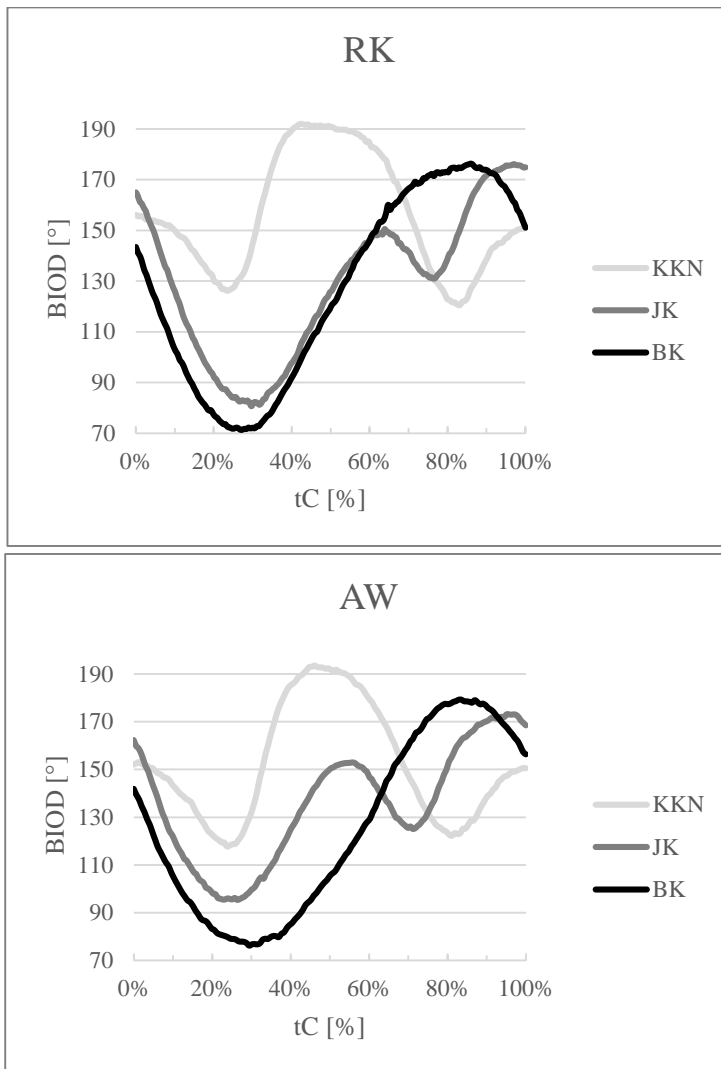 RK
190
170
150
130
110
90
70
BIOD [°]
0% 20% 40% 60% 80% 100%
tC [%]
KKN
JK
BK
AW
190
170
150
130
110
90
70
BIOD [°]
0% 20% 40% 60% 80% 100%
tC [%]
KKN
JK
BK